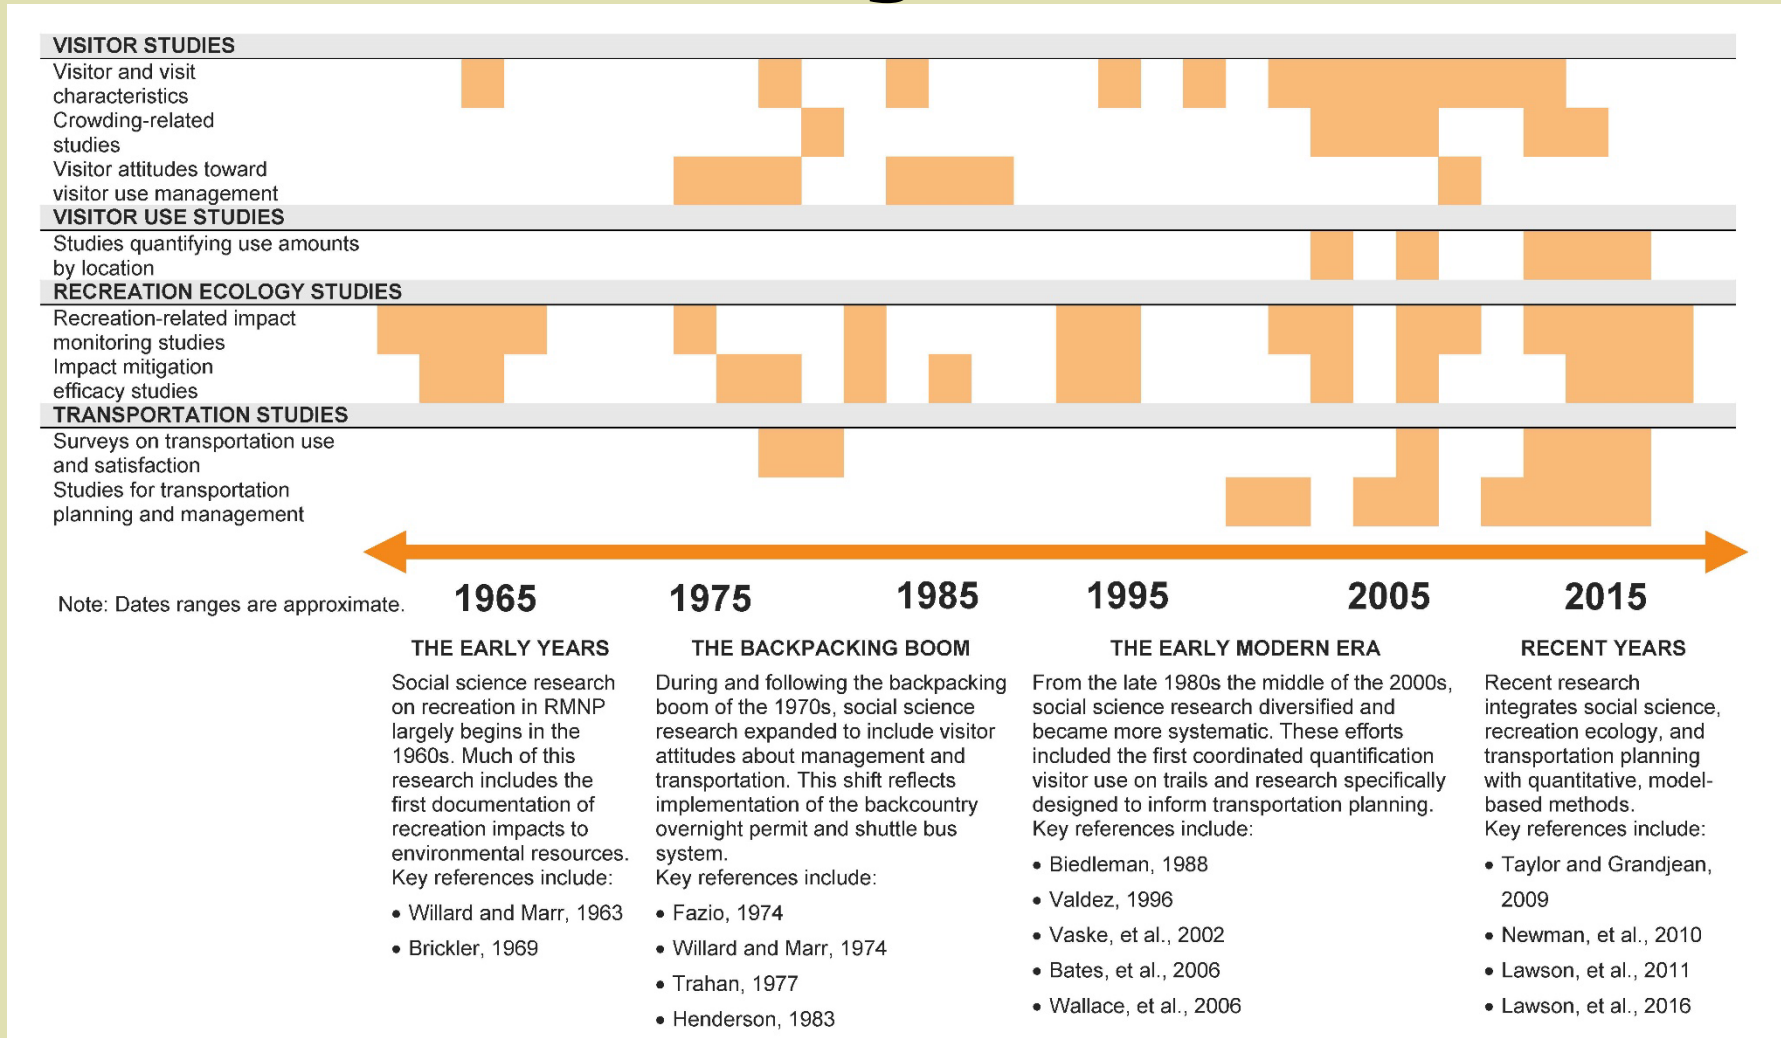 VISITOR STUDIES
Visitor and visit
characteristics
Crowding-related
studies
Visitor attitudes toward
visitor use management
VISITOR USE STUDIES
Studies quantifying use amounts
by location
RECREATION ECOLOGY STUDIES
Recreation-related impact
monitoring studies
Impact mitigation
efficacy studies
TRANSPORTATION STUDIES
Surveys on transportation use
and satisfaction
Studies for transportation
planning and management
Note: Dates ranges are approximate.
1965
1975
1985
1995
2005
2015
THE EARLY YEARS
Social science research
on recreation in RMNP
largely begins in the
1960s. Much of this
research includes the
first documentation of
recreation impacts to
environmental resources.
Key references include:
• Willard and Marr, 1963
• Brickler, 1969
THE BACKPACKING BOOM
During and following the backpacking
boom of the 1970s, social science
research expanded to include visitor
attitudes about management and
transportation. This shift reflects
implementation of the backcountry
overnight permit and shuttle bus
system.
Key references include:
• Fazio, 1974
• Willard and Marr, 1974
• Trahan, 1977
• Henderson, 1983
THE EARLY MODERN ERA
From the late 1980s the middle of the 2000s,
social science research diversified and
became more systematic. These efforts
included the first coordinated quantification
visitor use on trails and research specifically
designed to inform transportation planning.
Key references include:
• Biedleman, 1988
• Valdez, 1996
• Vaske, et al., 2002
• Bates, et al., 2006
• Wallace, et al., 2006
RECENT YEARS
Recent research
integrates social science,
recreation ecology, and
transportation planning
with quantitative, model-
based methods.
Key references include:
• Taylor and Grandjean,
2009
• Newman, et al., 2010
• Lawson, et al., 2011
• Lawson, et al., 2016